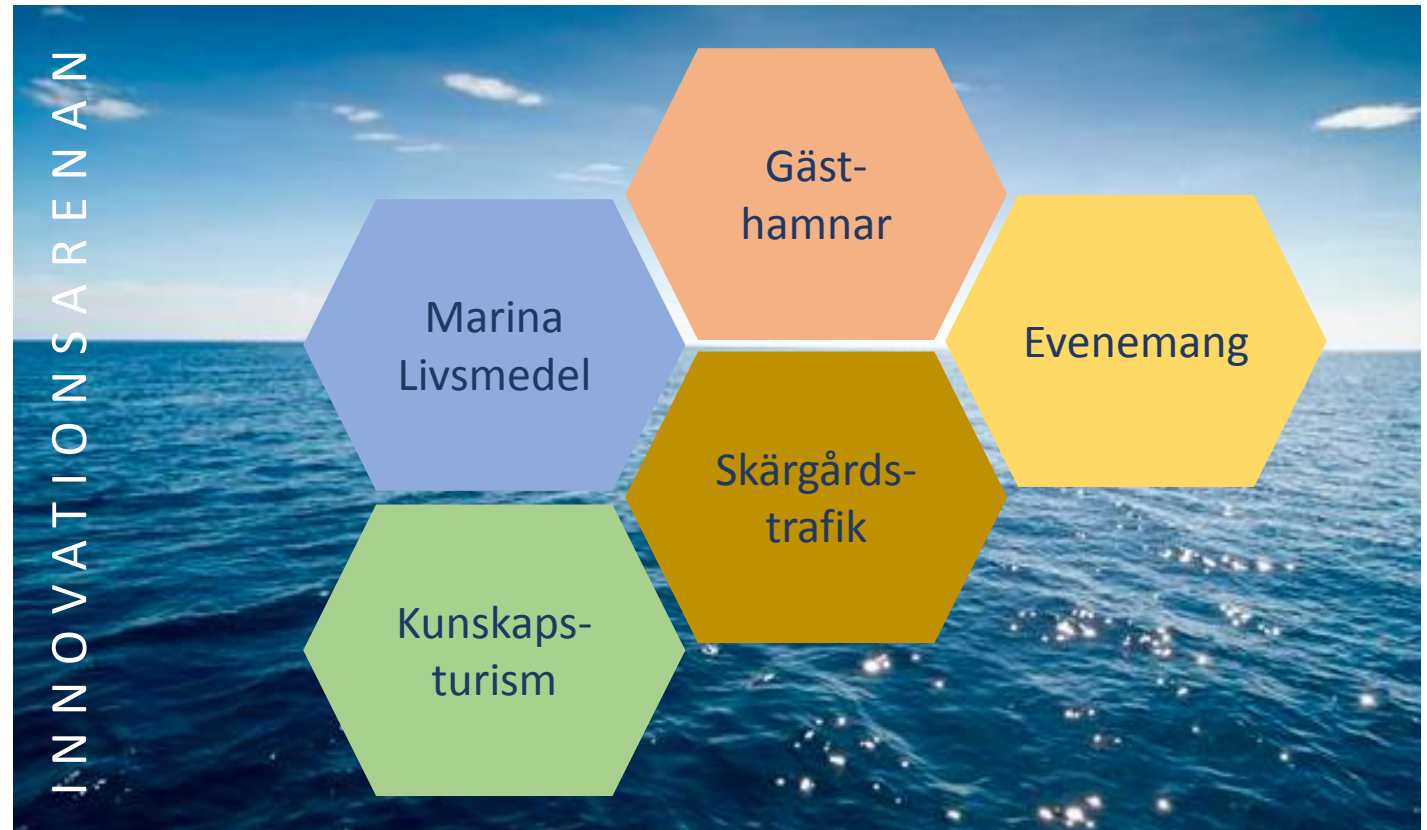 INNOVATIONSARENAN
Gäst-
hamnar
Marina
Livsmedel
Evenemang
Skärgårds-
trafik
Kunskaps-
turism